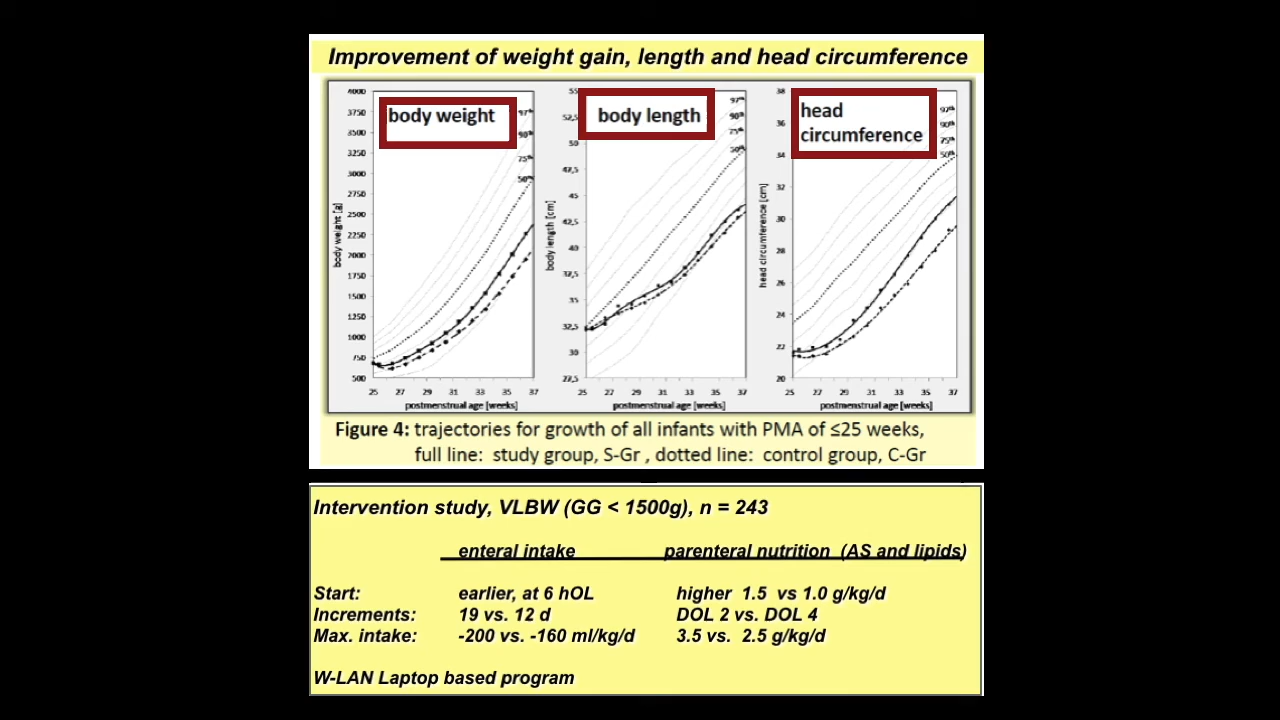 Improvement of weight gain, length and head circumference
body weight
body length
head
circumference
4000
3750
3500
3250
3000
2750
2500
2250
2000
1750
1500
1250
1000
750
500
body weight [g]
97th
90th
75th
50th
25 27 29 31 33 35 37
postmenstrual age [weeks]
55
52,5
50
47,5
45
42,5
40
37,5
35
32,5
30
27,5
body length [cm]
97th
90th
75th
50th
25 27 29 31 33 35 37
postmenstrual age [weeks]
38
36
34
32
30
28
26
24
22
20
head circumference [cm]
97th
90th
75th
50th
25 27 29 31 33 35 37
postmenstrual age [weeks]
Figure 4: trajectories for growth of all infants with PMA of ≤25 weeks,
full line: study group, S-Gr , dotted line: control group, C-Gr
Intervention study, VLBW (GG < 1500g), n = 243
enteral intake parenteral nutrition (AS and lipids)
Start: earlier, at 6 hOL higher 1.5 vs 1.0 g/kg/d
Increments: 19 vs. 12 d DOL 2 vs. DOL 4
Max. intake: -200 vs. -160 ml/kg/d 3.5 vs. 2.5 g/kg/d
W-LAN Laptop based program